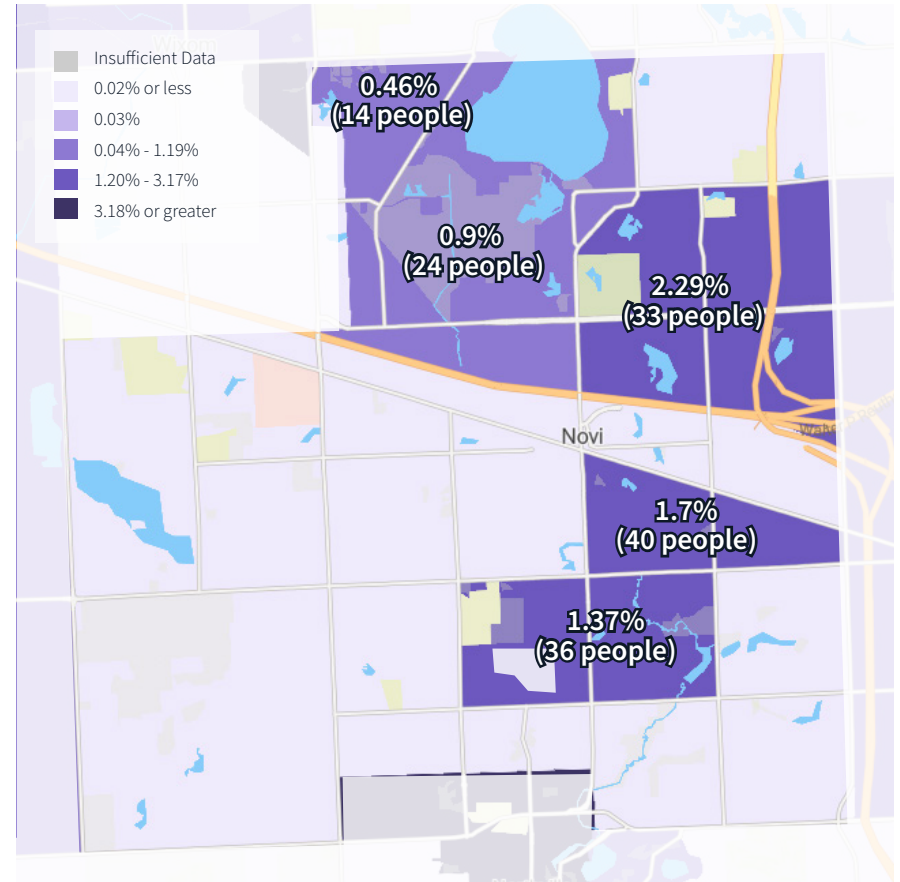 Wixom
Insufficient Data
0.02% or less
0.03%
0.04% - 1.19%
1.20% - 3.17%
3.18% or greater
0.46%
(14 people)
0.9%
(24 people)
2.29%
(33 people)
Novi
1.7%
(40 people)
1.37%
(36 people)